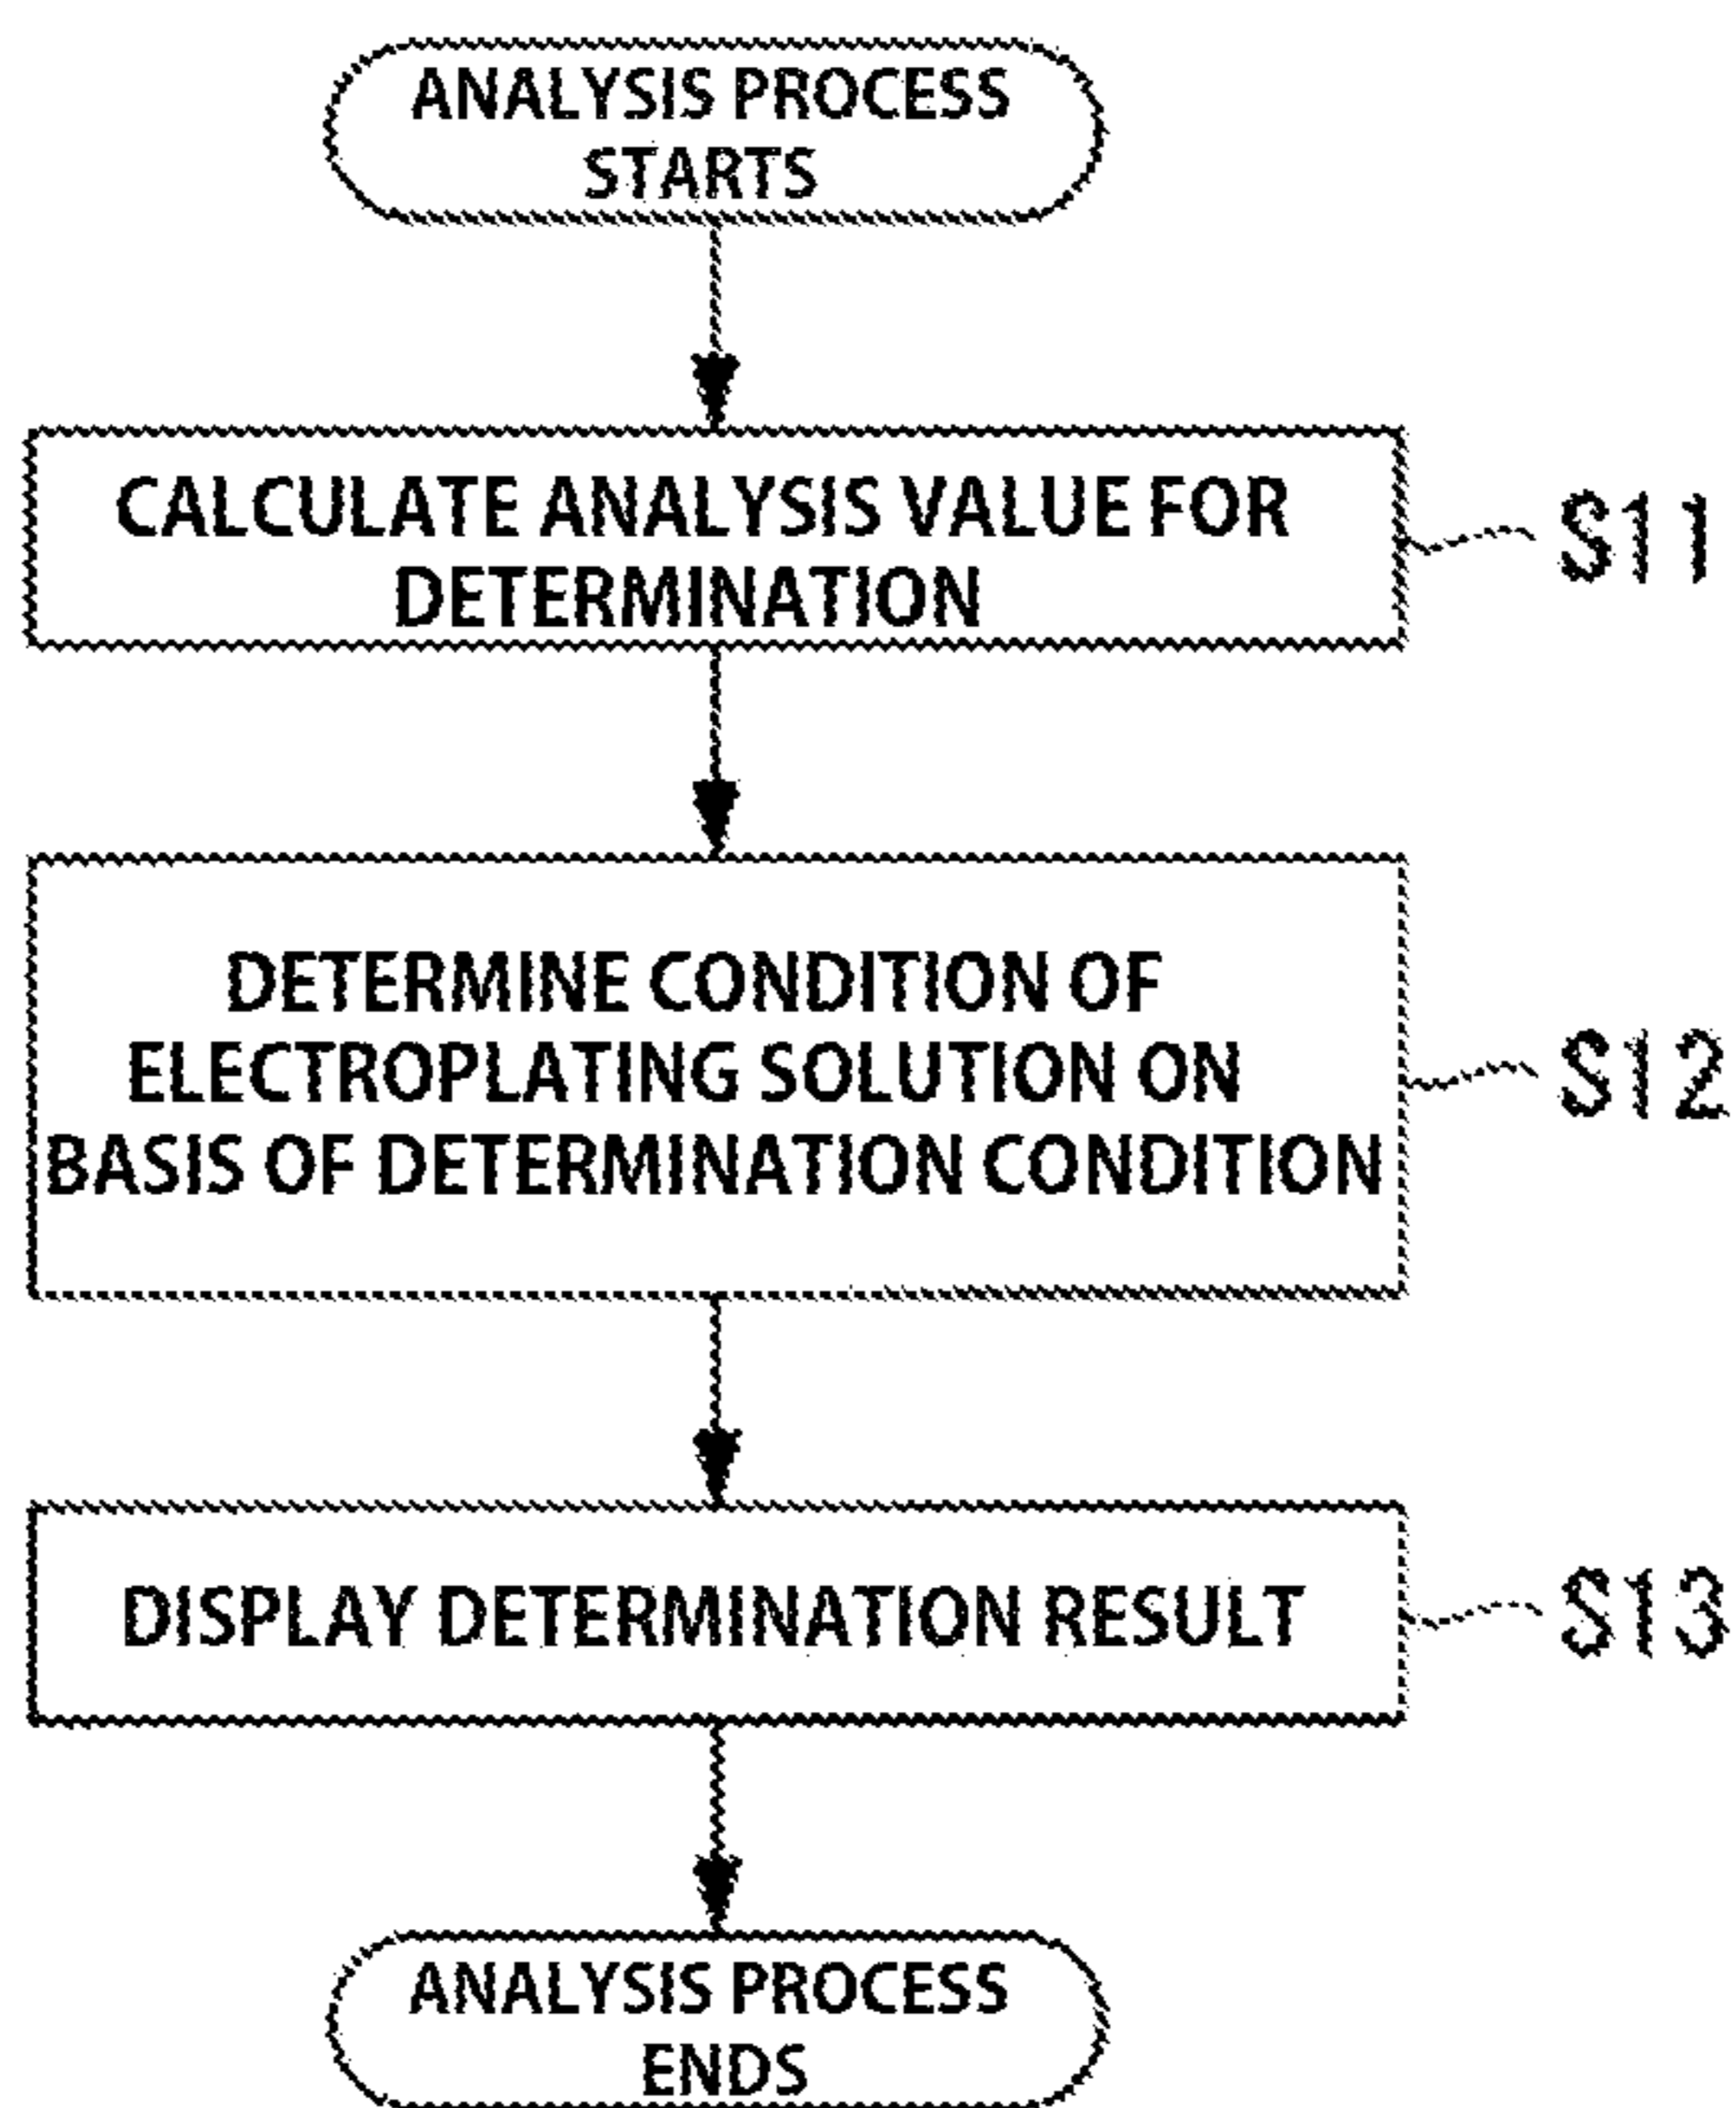 ANALYSIS PROCESS
STARTS
CALCULATE ANALYSIS VALUE FOR
DETERMINATION
S11
DETERMINE CONDITION OF
ELECTROPLATING SOLUTION ON
BASIS OF DETERMINATION CONDITION
S12
DISPLAY DETERMINATION RESULT
S13
ANALYSIS PROCESS
ENDS